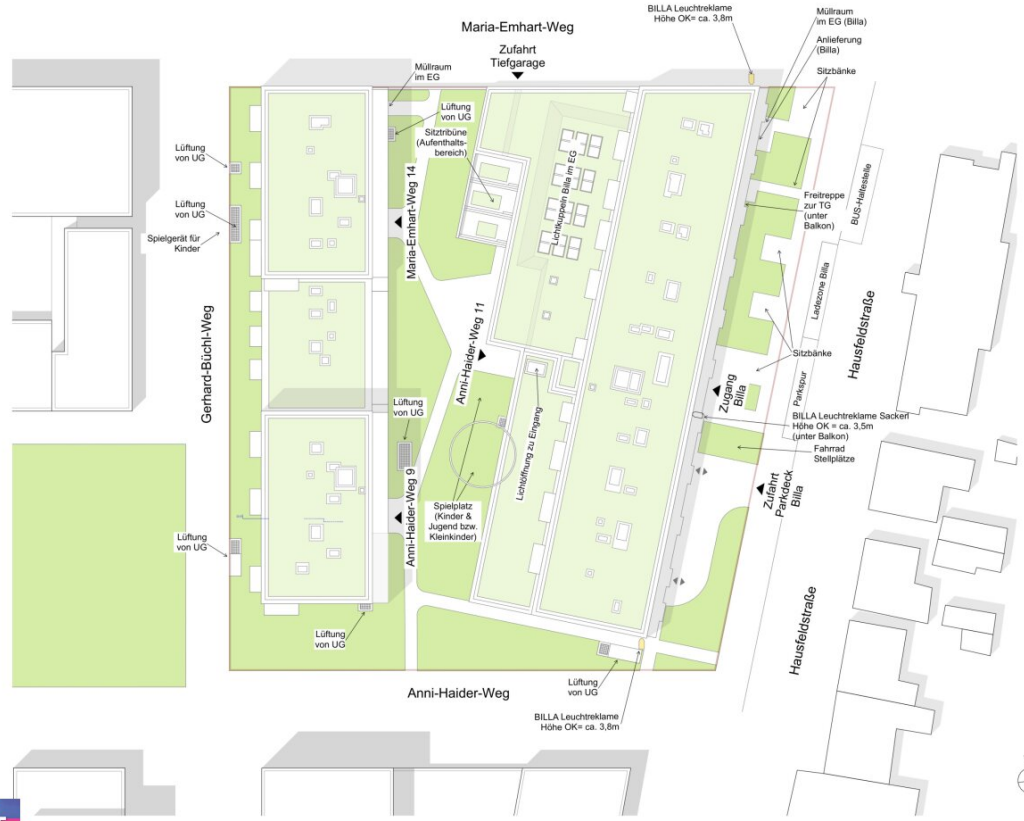 BILLA Leuchtreklame
Höhe OK= ca. 3,8m
Müllraum
im EG (Billa)
Anlieferung
(Billa)
Sitzbänke
Maria-Emhart-Weg
Zufahrt
Tiefgarage
Müllraum
im EG
Lüftung
von UG
Sitztribüne
(Aufenthalts-
bereich)
Lichtkuppeln Billa im EG
Lüftung
von UG
Lüftung
von UG
Spielgerät für
Kinder
Maria-Emhart-Weg 14
Freitreppe
zur TG
(unter
Balkon)
BUS-Haltestelle
Ladezone Billa
Hausfeldstraße
Gerhard-Büchl-Weg
Anni-Haider-Weg 11
Sitzbänke
Parkspur
Zugang
Billa
Lüftung
von UG
Lichtöffnung zu Eingang
BILLA Leuchtreklame Sackerl
Höhe OK = ca. 3,5m
(unter Balkon)
Fahrrad
Stellplätze
Zufahrt
Parkdeck
Billa
Anni-Haider-Weg 9
Spielplatz
(Kinder &
Jugend bzw.
Kleinkinder)
Lüftung
von UG
Lüftung
von UG
Hausfeldstraße
Lüftung
von UG
Anni-Haider-Weg
BILLA Leuchtreklame
Höhe OK= ca. 3,8m